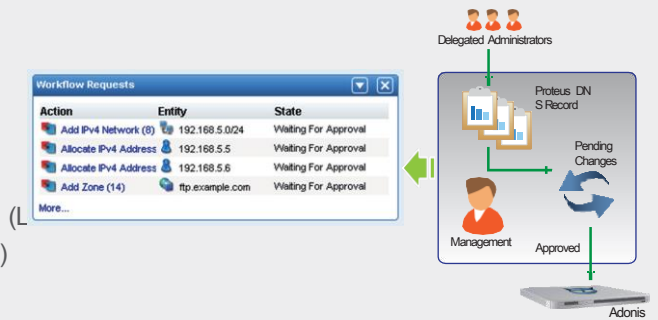 Delegated Administrators
Workflow Requests
Action Entity State
Add IPv4 Network (8) 192.168.5.0/24 Waiting For Approval
Allocate IPv4 Address 192.168.5.5 Waiting For Approval
Allocate IPv4 Address 192.168.5.6 Waiting For Approval
Add Zone (14) ftp.example.com Waiting For Approval
More...
(L
)
Proteus DN
S Record
Pending
Changes
Management
Approved
Adonis